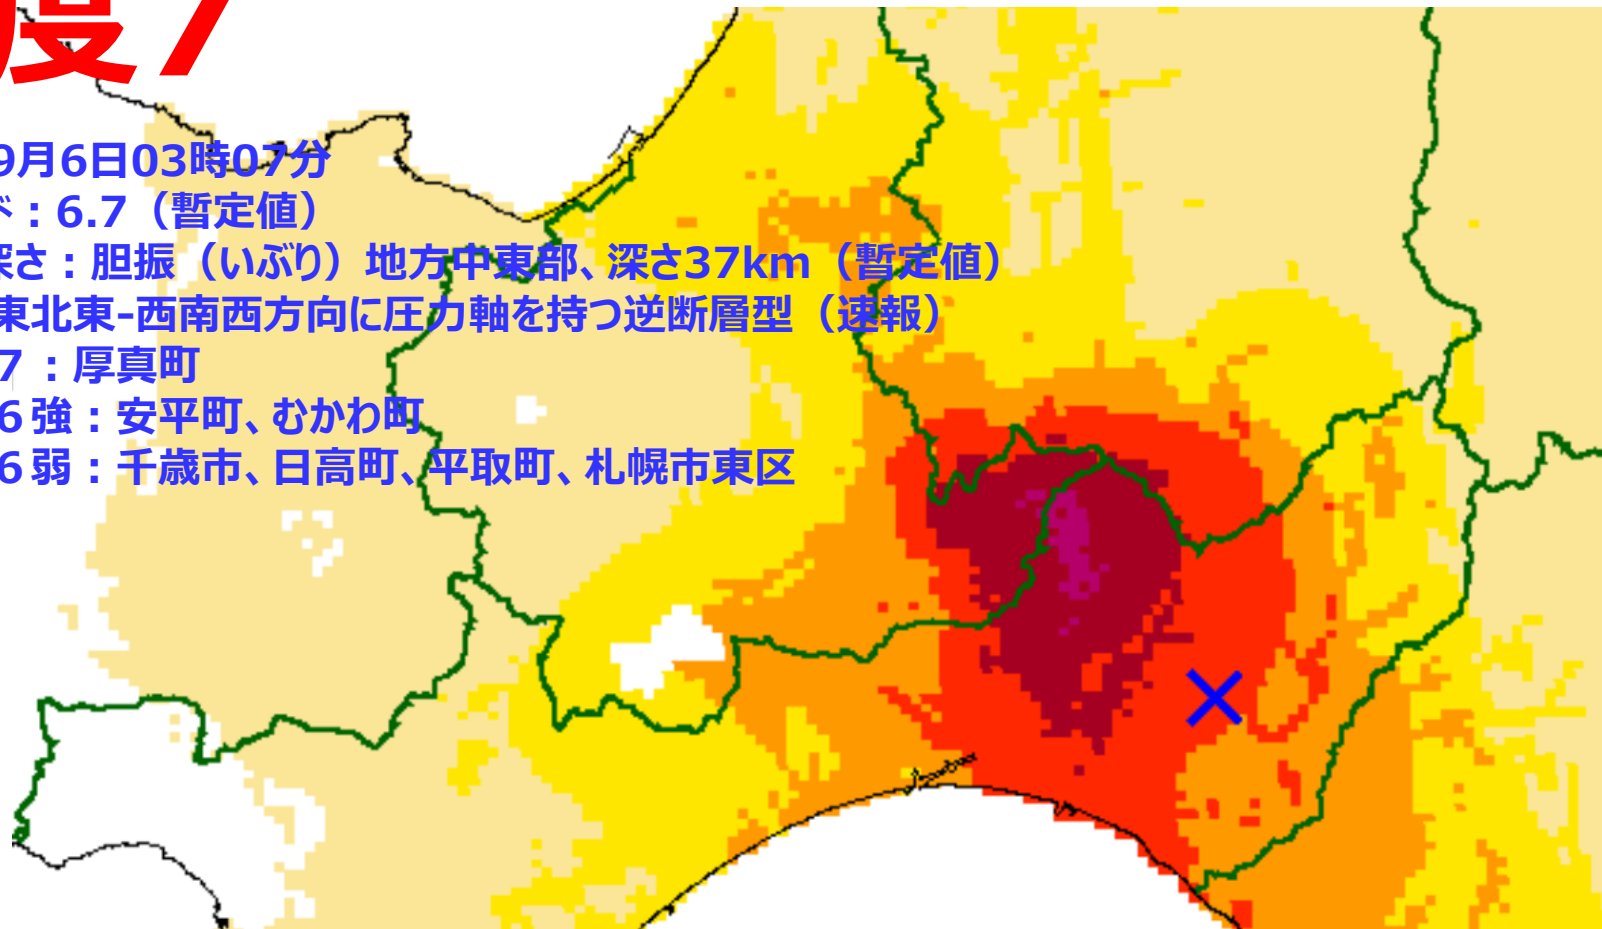 度7
9月6日03時07分
ド：6.7（暫定値）
深さ：胆振（いぶり）地方中東部、深さ37km（暫定値）
東北東–西南西方向に圧力軸を持つ逆断層型（速報）
7 ：厚真町
6強：安平町、むかわ町
6弱：千歳市、日高町、平取町、札幌市東区